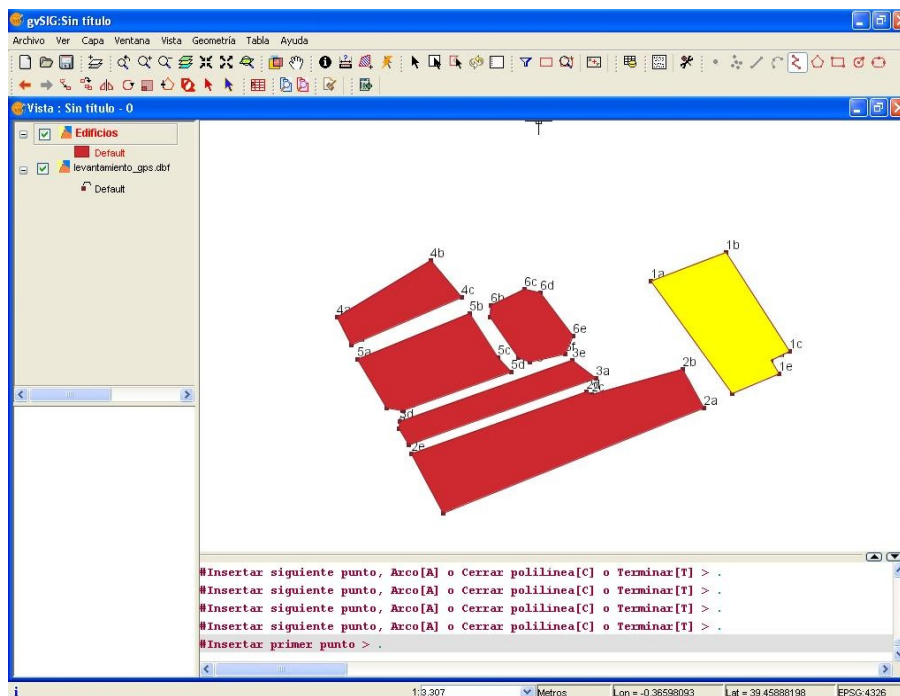 gvSIG:Sin título
Archivo Ver Capa Ventana Vista Geometría Tabla Ayuda
Vista : Sin título - 0
Edificios
Default
levantamiento_gps.dbf
Default
1b
4b
1a
4c
6c
6d
6b
5b
4a
6e
5a
5c
6f
3e
1c
5d
3a
2b
1e
2c
2a
2e
#Insertar siguiente punto, Arco[A] o Cerrar polilinea[C] o Terminar[T] > .
#Insertar siguiente punto, Arco[A] o Cerrar polilinea[C] o Terminar[T] > .
#Insertar siguiente punto, Arco[A] o Cerrar polilinea[C] o Terminar[T] > .
#Insertar siguiente punto, Arco[A] o Cerrar polilinea[C] o Terminar[T] > .
#Insertar primer punto > .
1:3.307 Metros Lon = -0.36598093 Lat = 39.45888198 EPSG:4326